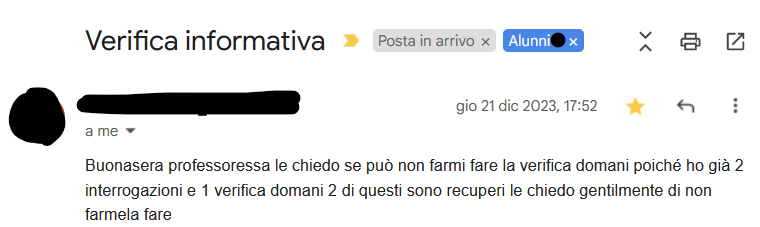 Verifica informativa Posta in arrivo × Alunni ×
gio 21 dic 2023, 17:52
a me
Buonasera professoressa le chiedo se può non farmi fare la verifica domani poiché ho già 2
interrogazioni e 1 verifica domani 2 di questi sono recuperi le chiedo gentilmente di non
farmela fare